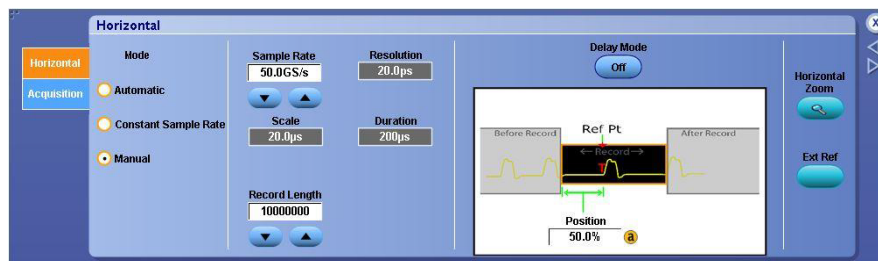 Horizontal
X
Horizontal
Acquisition
Mode
Automatic
Constant Sample Rate
Manual
Sample Rate
50.0GS/s
Resolution
20.0ps
Scale
20.0µs
Duration
200µs
Record Length
10000000
Delay Mode
Off
Ref Pt
Before Record
←Record→
After Record
T
Position
50.0%
a
Horizontal
Zoom
Ext Ref